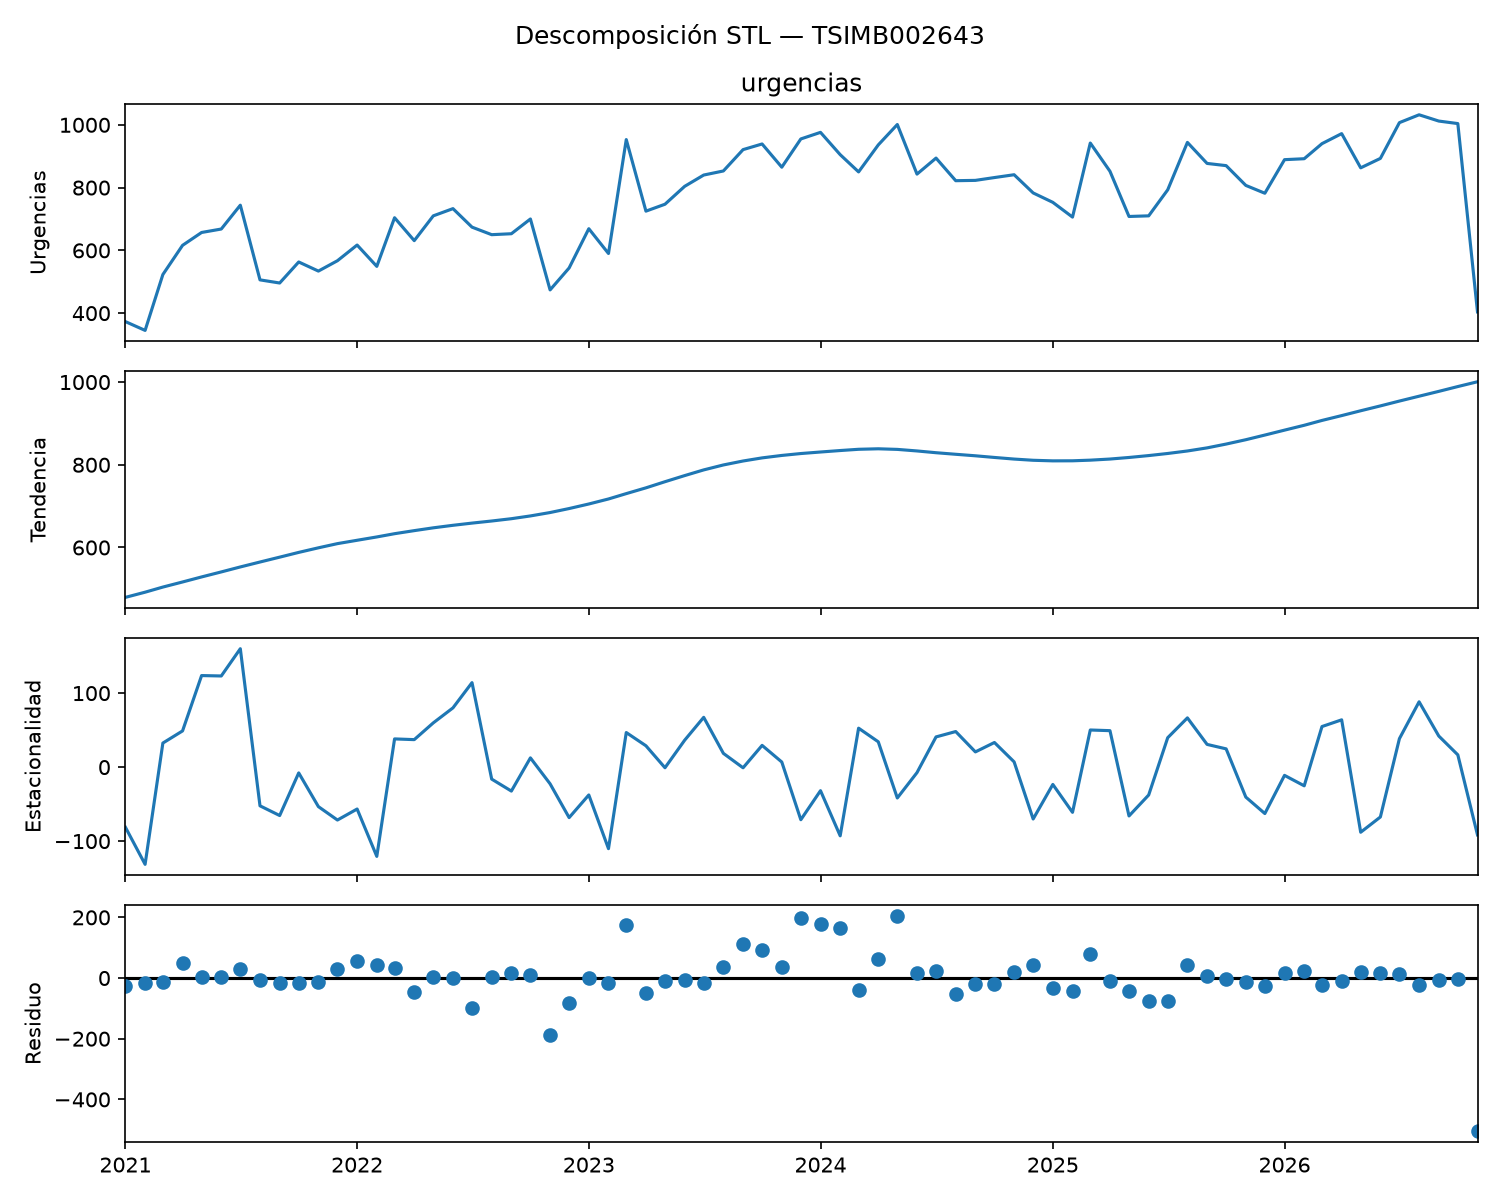 Descomposición STL — TSIMB002643
urgencias
Urgencias
1000
800
600
400
Tendencia
1000
800
600
Estacionalidad
100
0
−100
Residuo
200
0
−200
−400
2021 2022 2023 2024 2025 2026